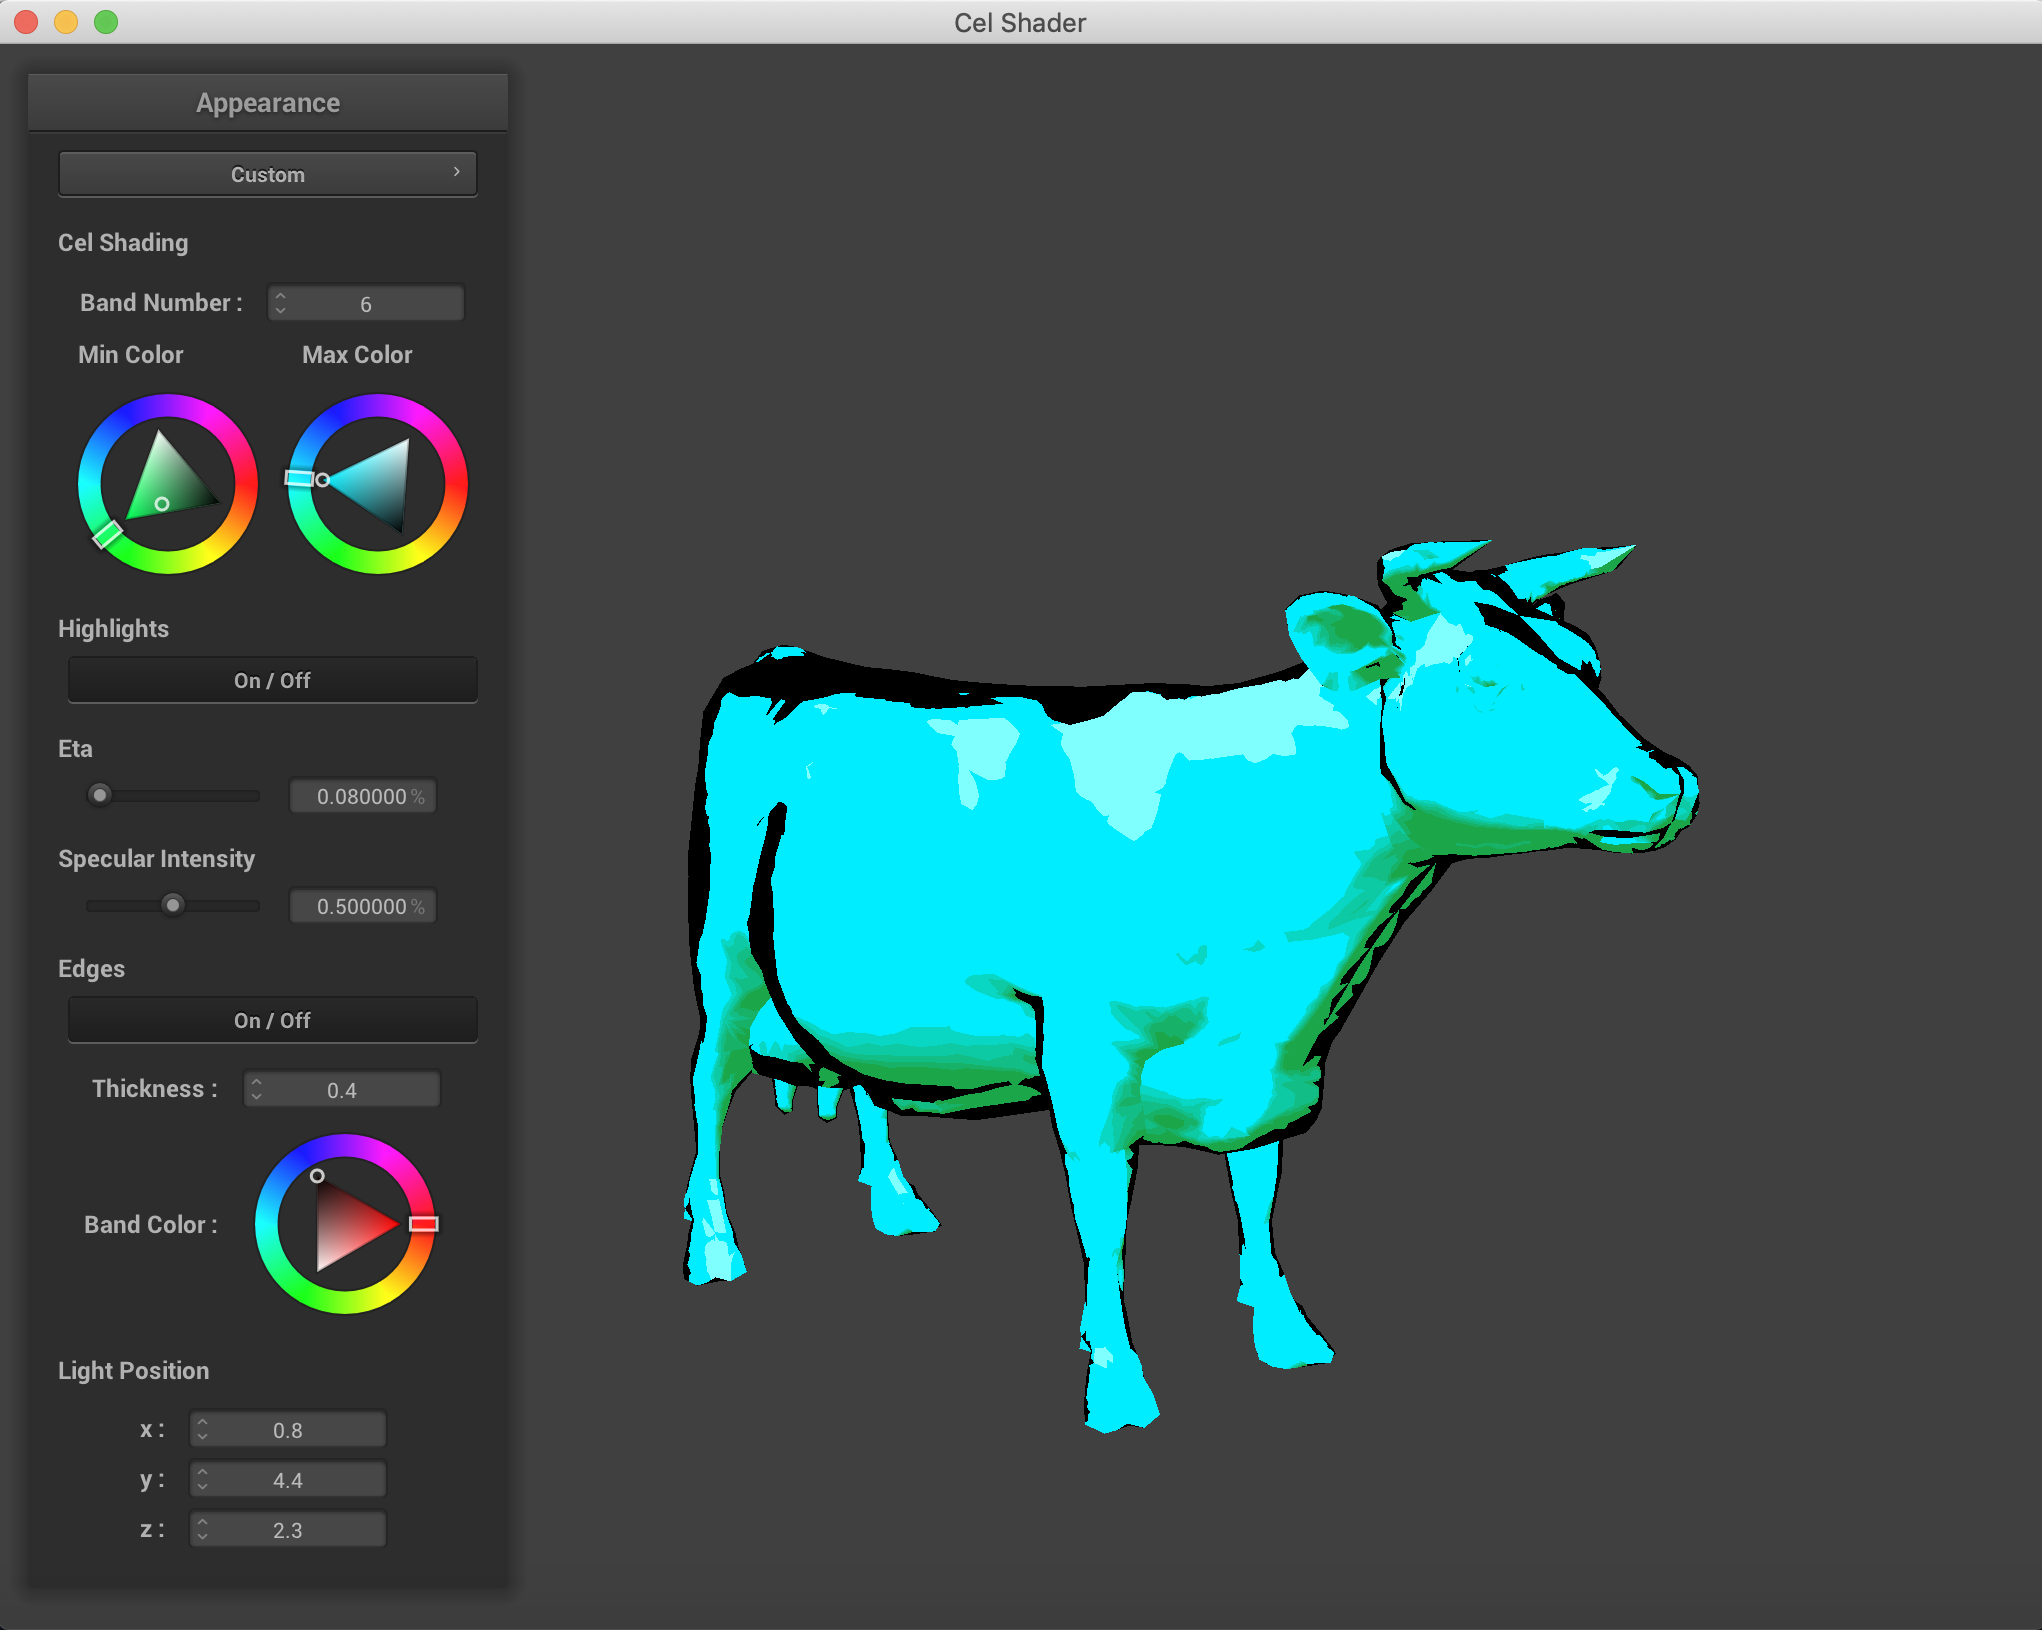 Cel Shader
Appearance
Custom
Cel Shading
Band Number : 6
Min Color Max Color
Highlights
On / Off
Eta
0.080000 %
Specular Intensity
0.500000 %
Edges
On / Off
Thickness : 0.4
Band Color :
Light Position
x : 0.8
y : 4.4
z : 2.3